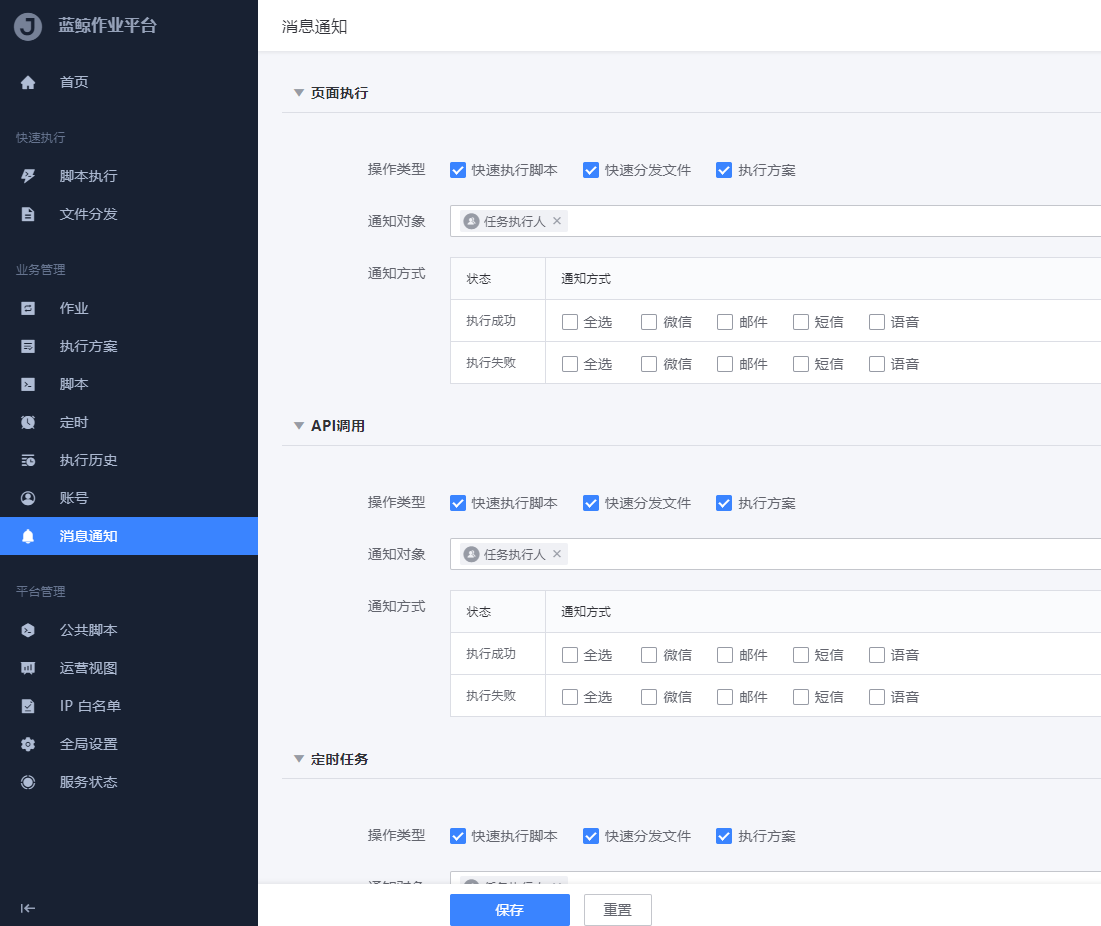 J 蓝鲸作业平台
首页
快速执行
脚本执行
文件分发
业务管理
作业
执行方案
脚本
定时
执行历史
账号
消息通知
平台管理
公共脚本
运营视图
IP 白名单
全局设置
服务状态
消息通知
页面执行
操作类型 快速执行脚本 快速分发文件 执行方案
通知对象 任务执行人
通知方式 状态 通知方式
执行成功 全选 微信 邮件 短信 语音
执行失败 全选 微信 邮件 短信 语音
API调用
操作类型 快速执行脚本 快速分发文件 执行方案
通知对象 任务执行人
通知方式 状态 通知方式
执行成功 全选 微信 邮件 短信 语音
执行失败 全选 微信 邮件 短信 语音
定时任务
操作类型 快速执行脚本 快速分发文件 执行方案
通知对象 任务执行人
保存 重置